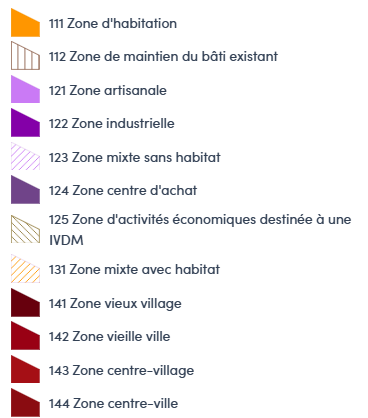 111 Zone d'habitation
112 Zone de maintien du bâti existant
121 Zone artisanale
122 Zone industrielle
123 Zone mixte sans habitat
124 Zone centre d'achat
125 Zone d'activités économiques destinée à une
IVDM
131 Zone mixte avec habitat
141 Zone vieux village
142 Zone vieille ville
143 Zone centre-village
144 Zone centre-ville